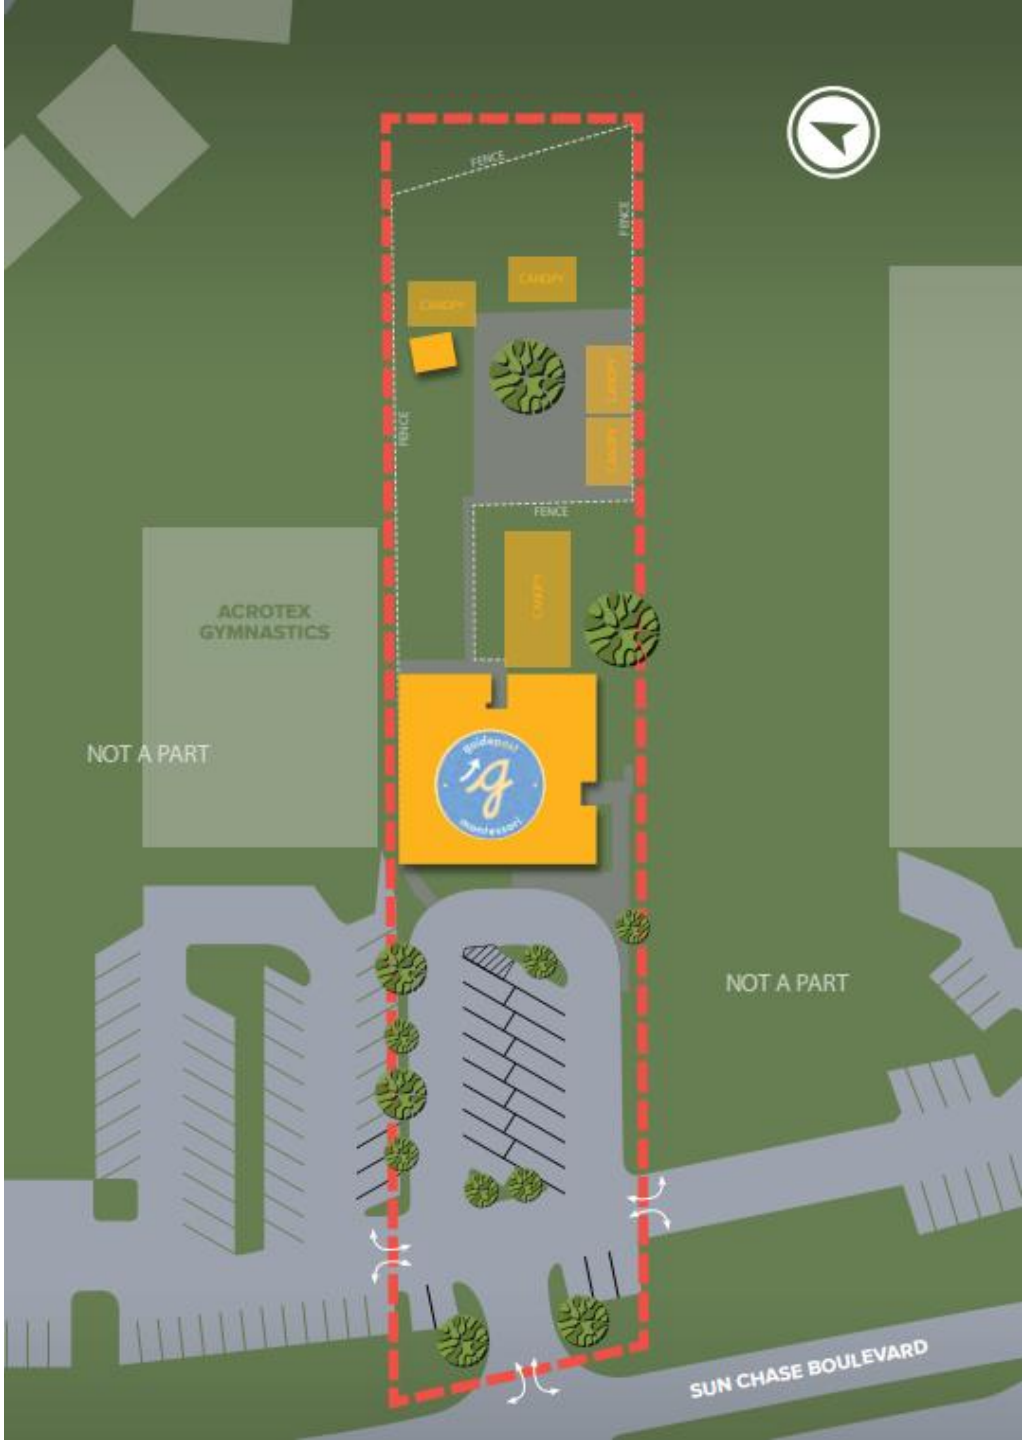 FENCE
FENCE
CANOPY
CANOPY
CANOPY
FENCE
CANOPY
FENCE
CANOPY
ACROTEX
GYMNASTICS
NOT A PART
guidepost
g
montessori
NOT A PART
SUN CHASE BOULEVARD